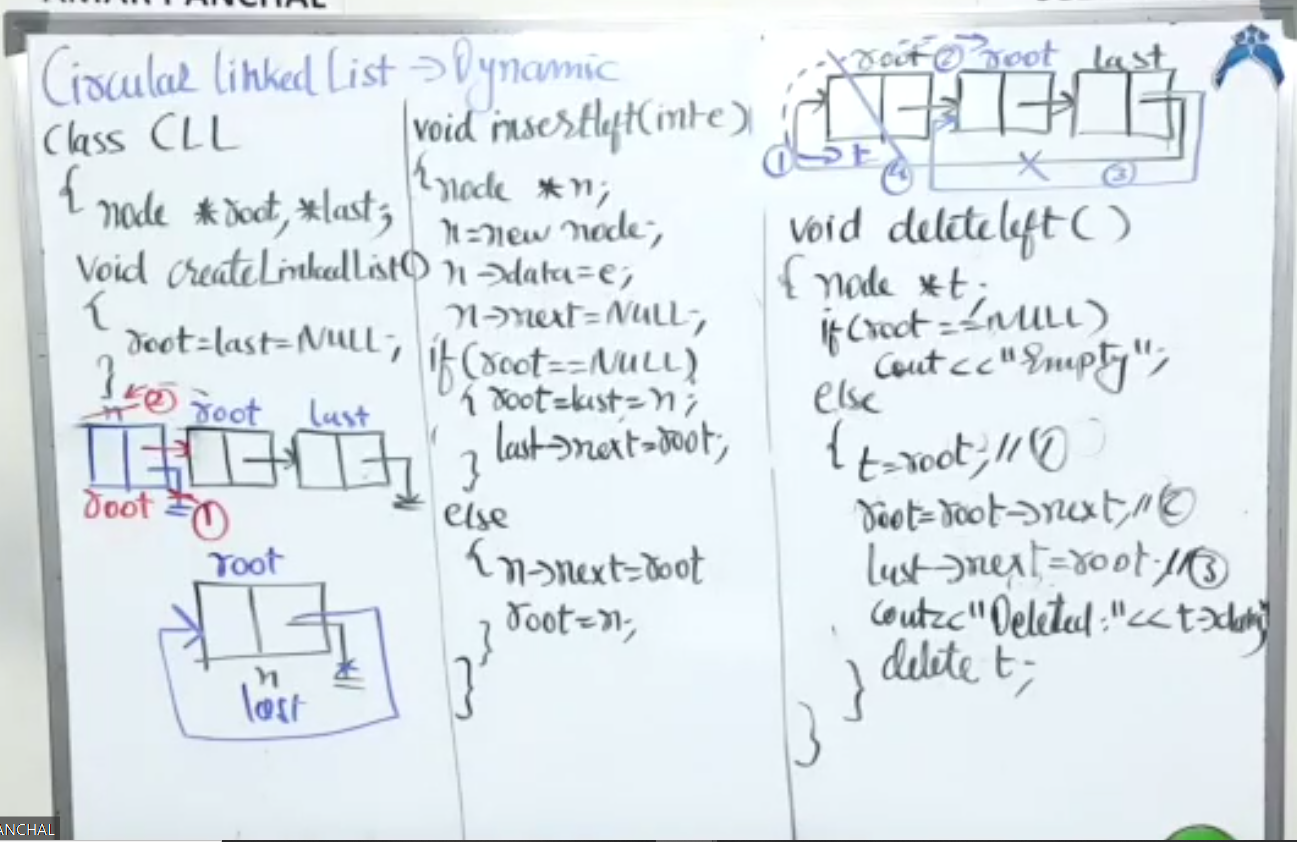 Circular linked List → Dynamic
Class CLL
{
node *root, *last;
void createLinkedList()
{
root=last=NULL;
}
n ②
root last
root ①
root
n
last
void insertleft(int e)
{ node *n;
n=new node;
n→data=e;
n→next=NULL;
if(root==NULL)
{ root=last=n;
last→next=root;
}
else
{ n→next=root
root=n;
}
}
root ② root last
① → t ④ X ③
void deleteleft()
{ node *t;
if(root==NULL)
cout<<"Empty";
else
{ t=root; //①
root=root→next; //②
last→next=root; //③
cout<<"Deleted:"<<t→data;
delete t;
}
}
ANCHAL